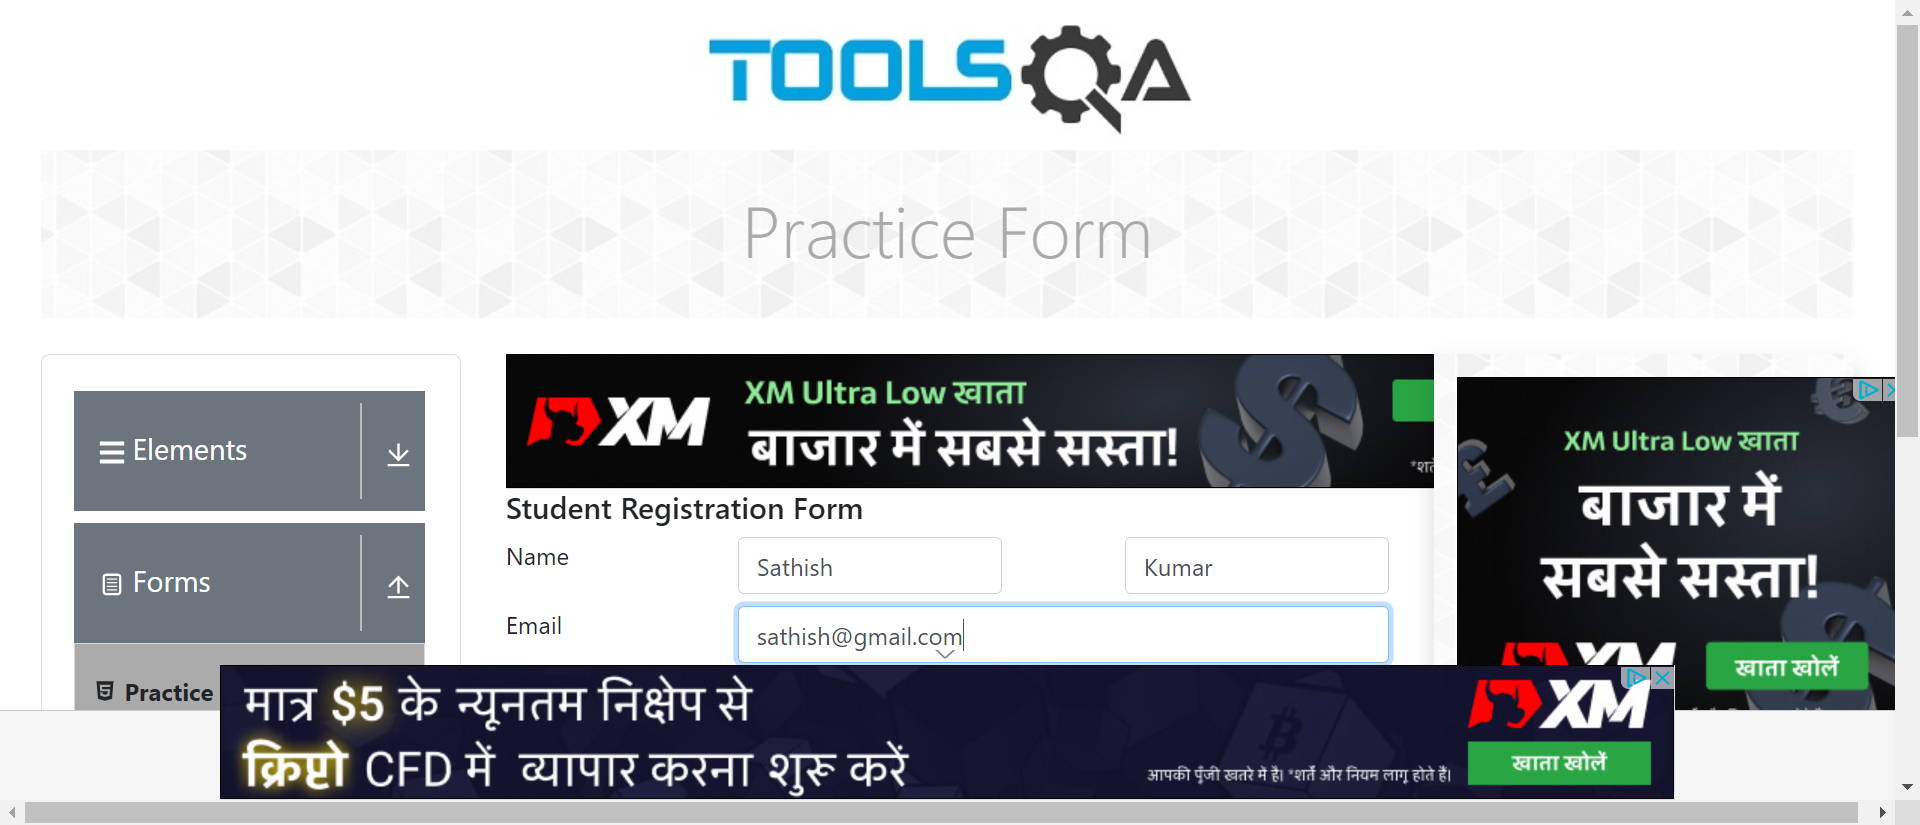 TOOLSQA
Practice Form
Elements
Forms
Practice
XM
XM Ultra Low खाता
बाजार में सबसे सस्ता!
Student Registration Form
Name
Sathish
Kumar
Email
sathish@gmail.com
XM Ultra Low खाता
बाजार में
सबसे सस्ता!
XM
खाता खोलें
मात्र $5 के न्यूनतम निक्षेप से
क्रिप्टो CFD में व्यापार करना शुरू करें
आपकी पूँजी खतरे में है। *शर्तें और नियम लागू होते हैं।
XM
खाता खोलें